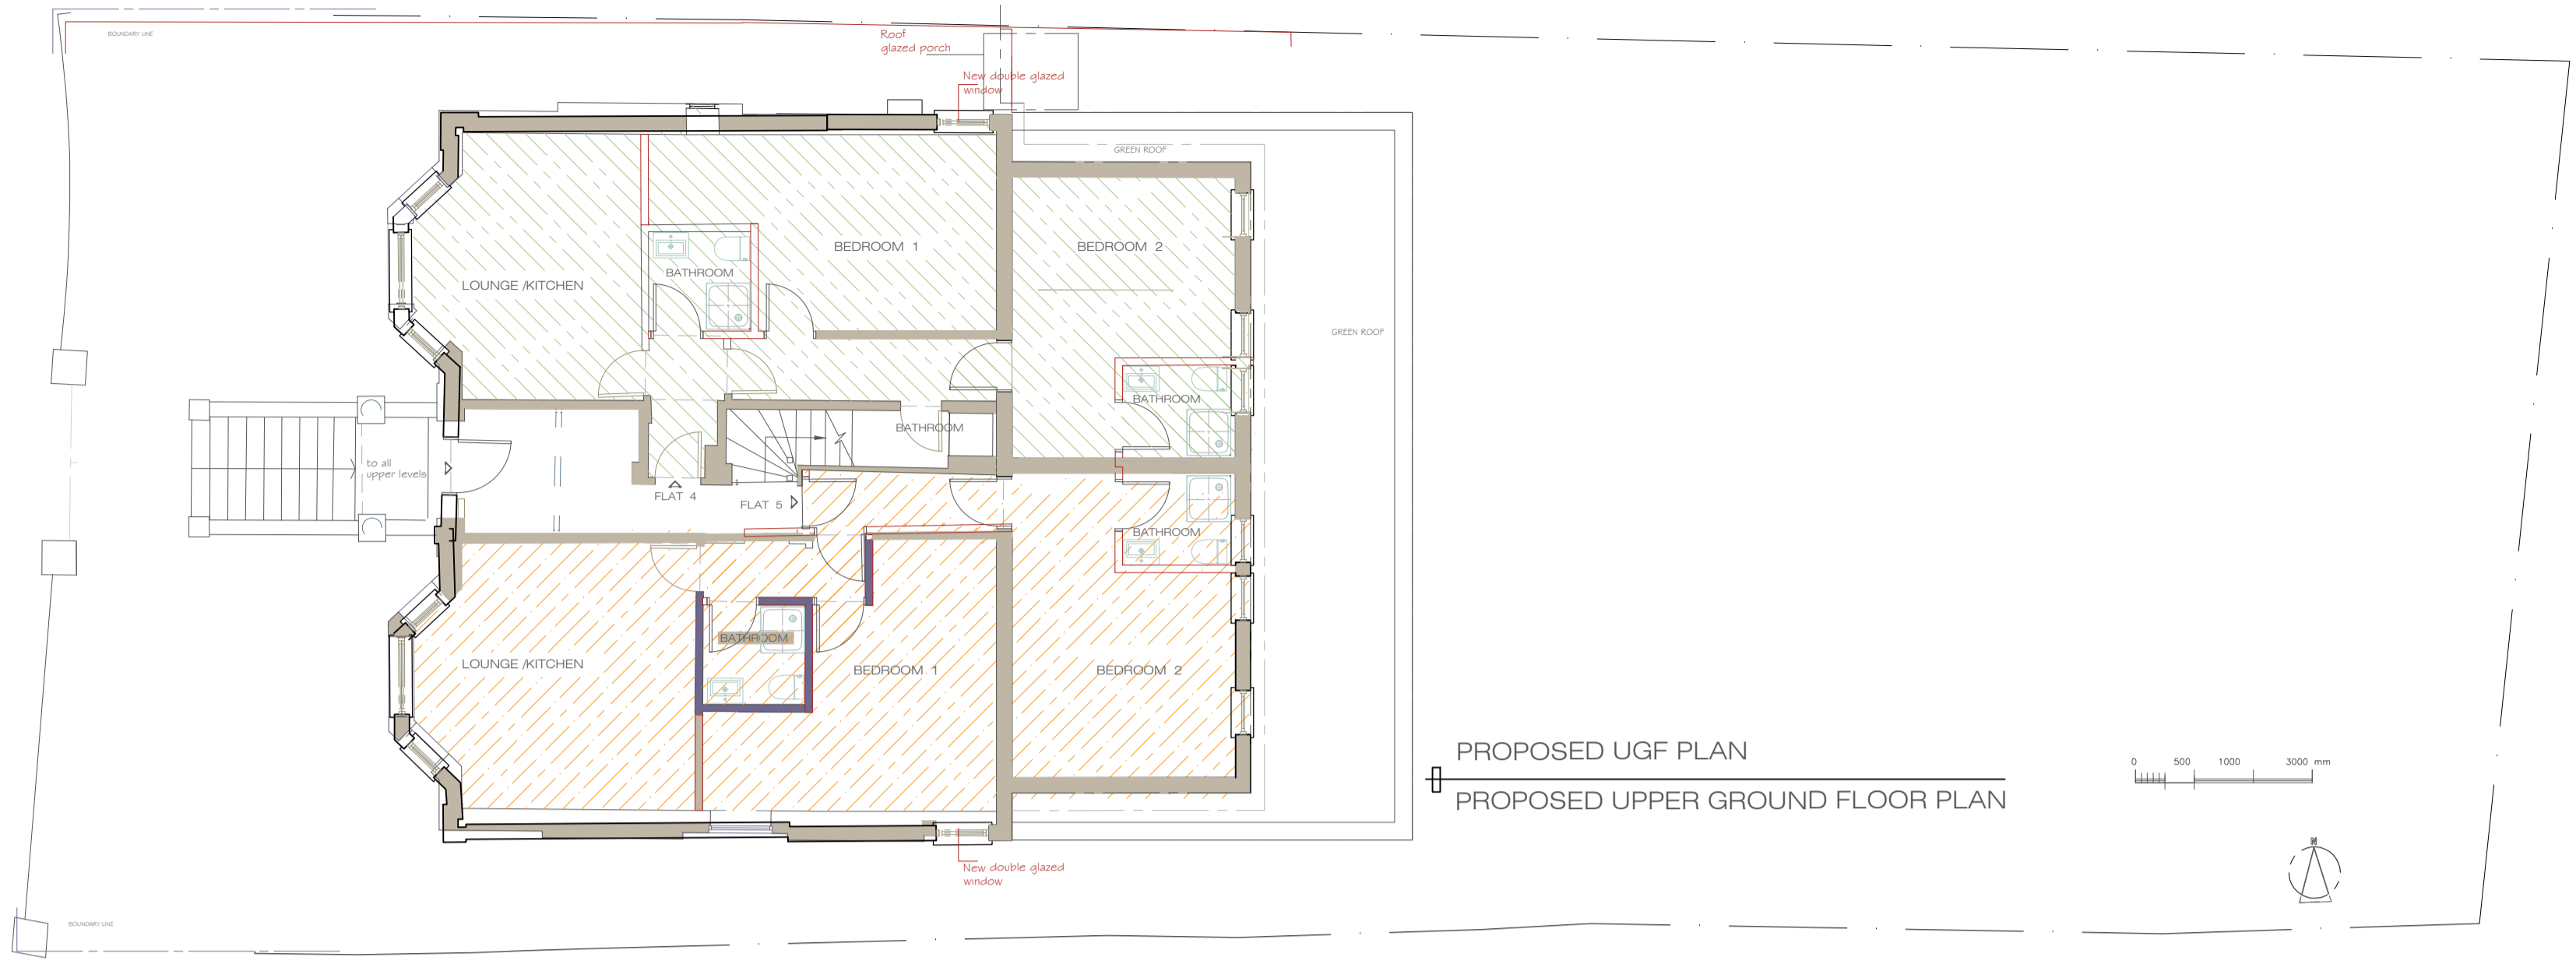 BOUNDARY LINE
Roof
glazed porch
New double glazed
window
GREEN ROOF
BEDROOM 1
BEDROOM 2
BATHROOM
LOUNGE /KITCHEN
GREEN ROOF
BATHROOM
BATHROOM
to all
upper levels
FLAT 4
FLAT 5
BATHROOM
BATHROOM
LOUNGE /KITCHEN
BEDROOM 1
BEDROOM 2
PROPOSED UGF PLAN
PROPOSED UPPER GROUND FLOOR PLAN
0 500 1000 3000 mm
N
New double glazed
window
BOUNDARY LINE